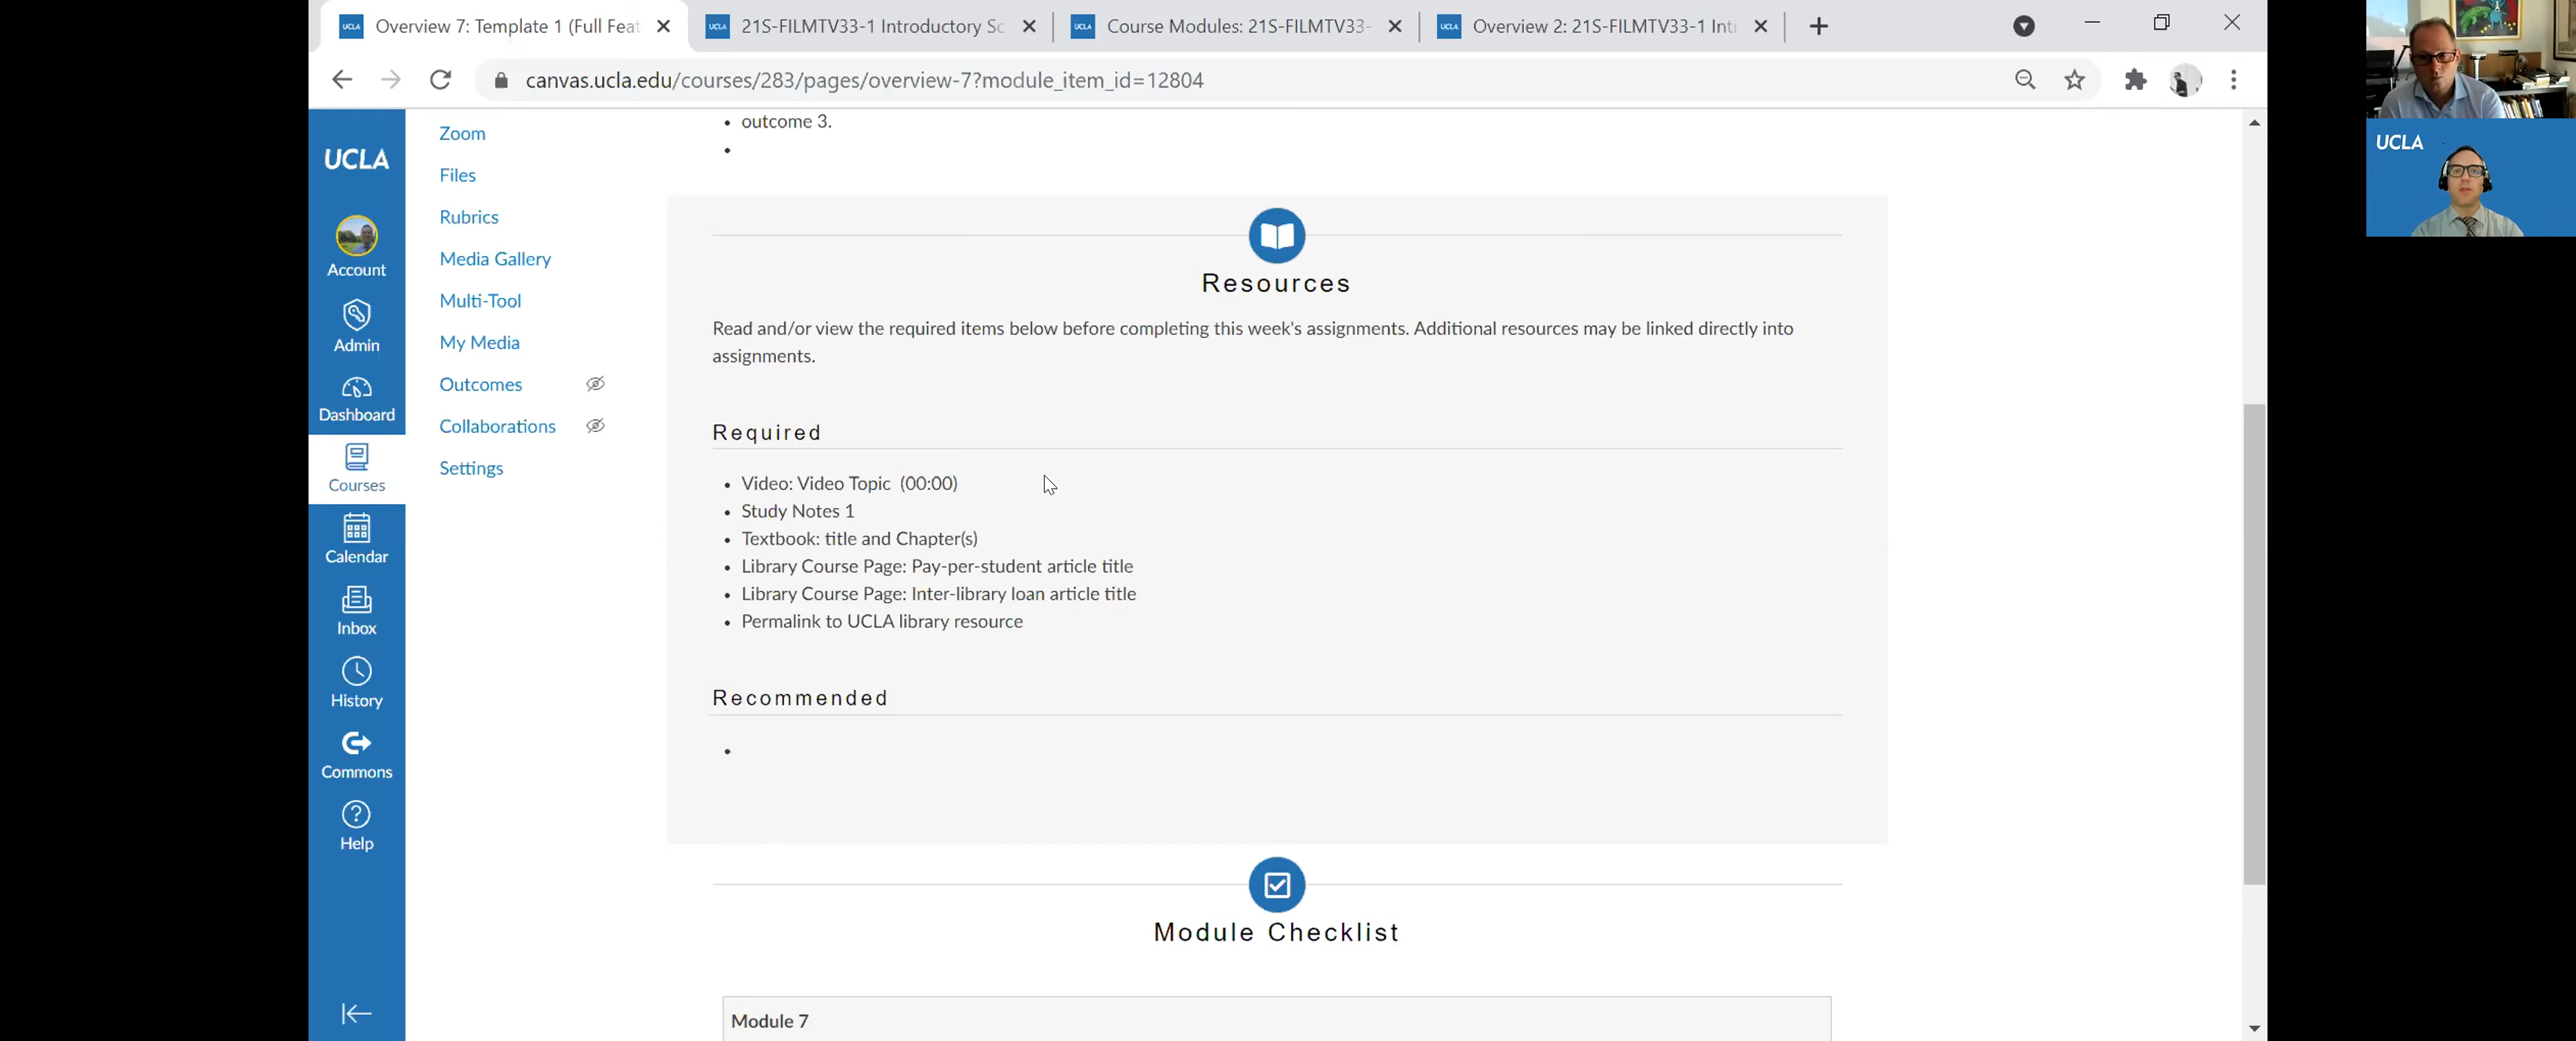 Overview 7: Template 1 (Full Feat
21S-FILMTV33-1 Introductory Sc
Course Modules: 21S-FILMTV33-
Overview 2: 21S-FILMTV33-1 Int
canvas.ucla.edu/courses/283/pages/overview-7?module_item_id=12804
UCLA
Account
Admin
Dashboard
Courses
Calendar
Inbox
History
Commons
Help
Zoom
Files
Rubrics
Media Gallery
Multi-Tool
My Media
Outcomes
Collaborations
Settings
outcome 3.
Resources
Read and/or view the required items below before completing this week's assignments. Additional resources may be linked directly into
assignments.
Required
Video: Video Topic (00:00)
Study Notes 1
Textbook: title and Chapter(s)
Library Course Page: Pay-per-student article title
Library Course Page: Inter-library loan article title
Permalink to UCLA library resource
Recommended
Module Checklist
Module 7
UCLA